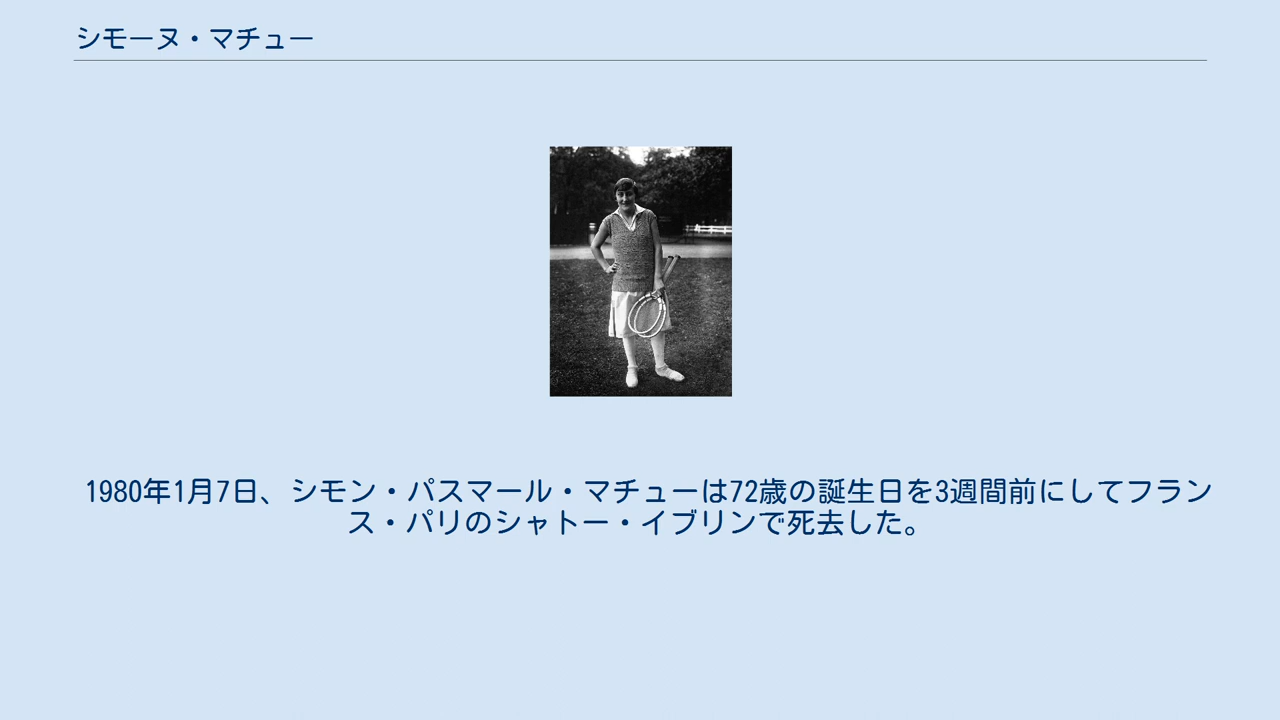 シモーヌ・マチュー
1980年1月7日、シモン・パスマール・マチューは72歳の誕生日を3週間前にしてフラン
ス・パリのシャトー・イブリンで死去した。